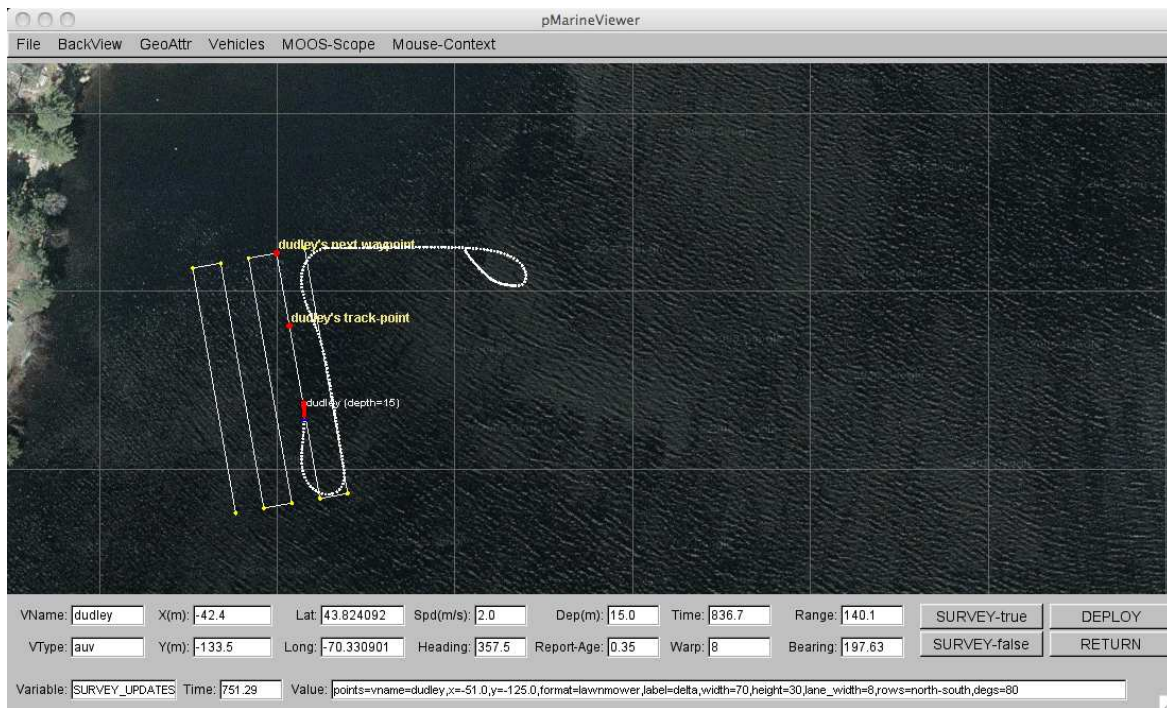 pMarineViewer
File BackView GeoAttr Vehicles MOOS-Scope Mouse-Context
dudley's next waypoint
dudley's track-point
dudley (depth=15)
VName: dudley X(m): -42.4 Lat: 43.824092 Spd(m/s): 2.0 Dep(m): 15.0 Time: 836.7 Range: 140.1 SURVEY-true DEPLOY
VType: auv Y(m): -133.5 Long: -70.330901 Heading: 357.5 Report-Age: 0.35 Warp: 8 Bearing: 197.63 SURVEY-false RETURN
Variable: SURVEY_UPDATES Time: 751.29 Value: points=vname=dudley,x=-51.0,y=-125.0,format=lawnmower,label=delta,width=70,height=30,lane_width=8,rows=north-south,degs=80